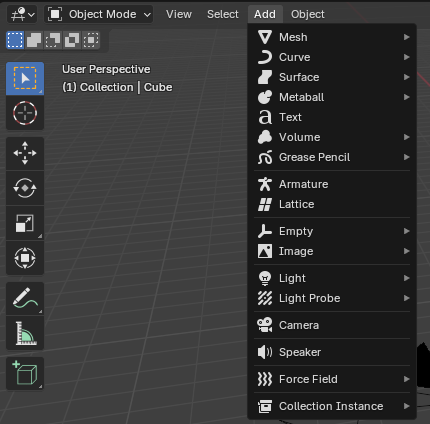 Object Mode View Select Add Object
User Perspective
(1) Collection | Cube
Mesh
Curve
Surface
Metaball
Text
Volume
Grease Pencil
Armature
Lattice
Empty
Image
Light
Light Probe
Camera
Speaker
Force Field
Collection Instance